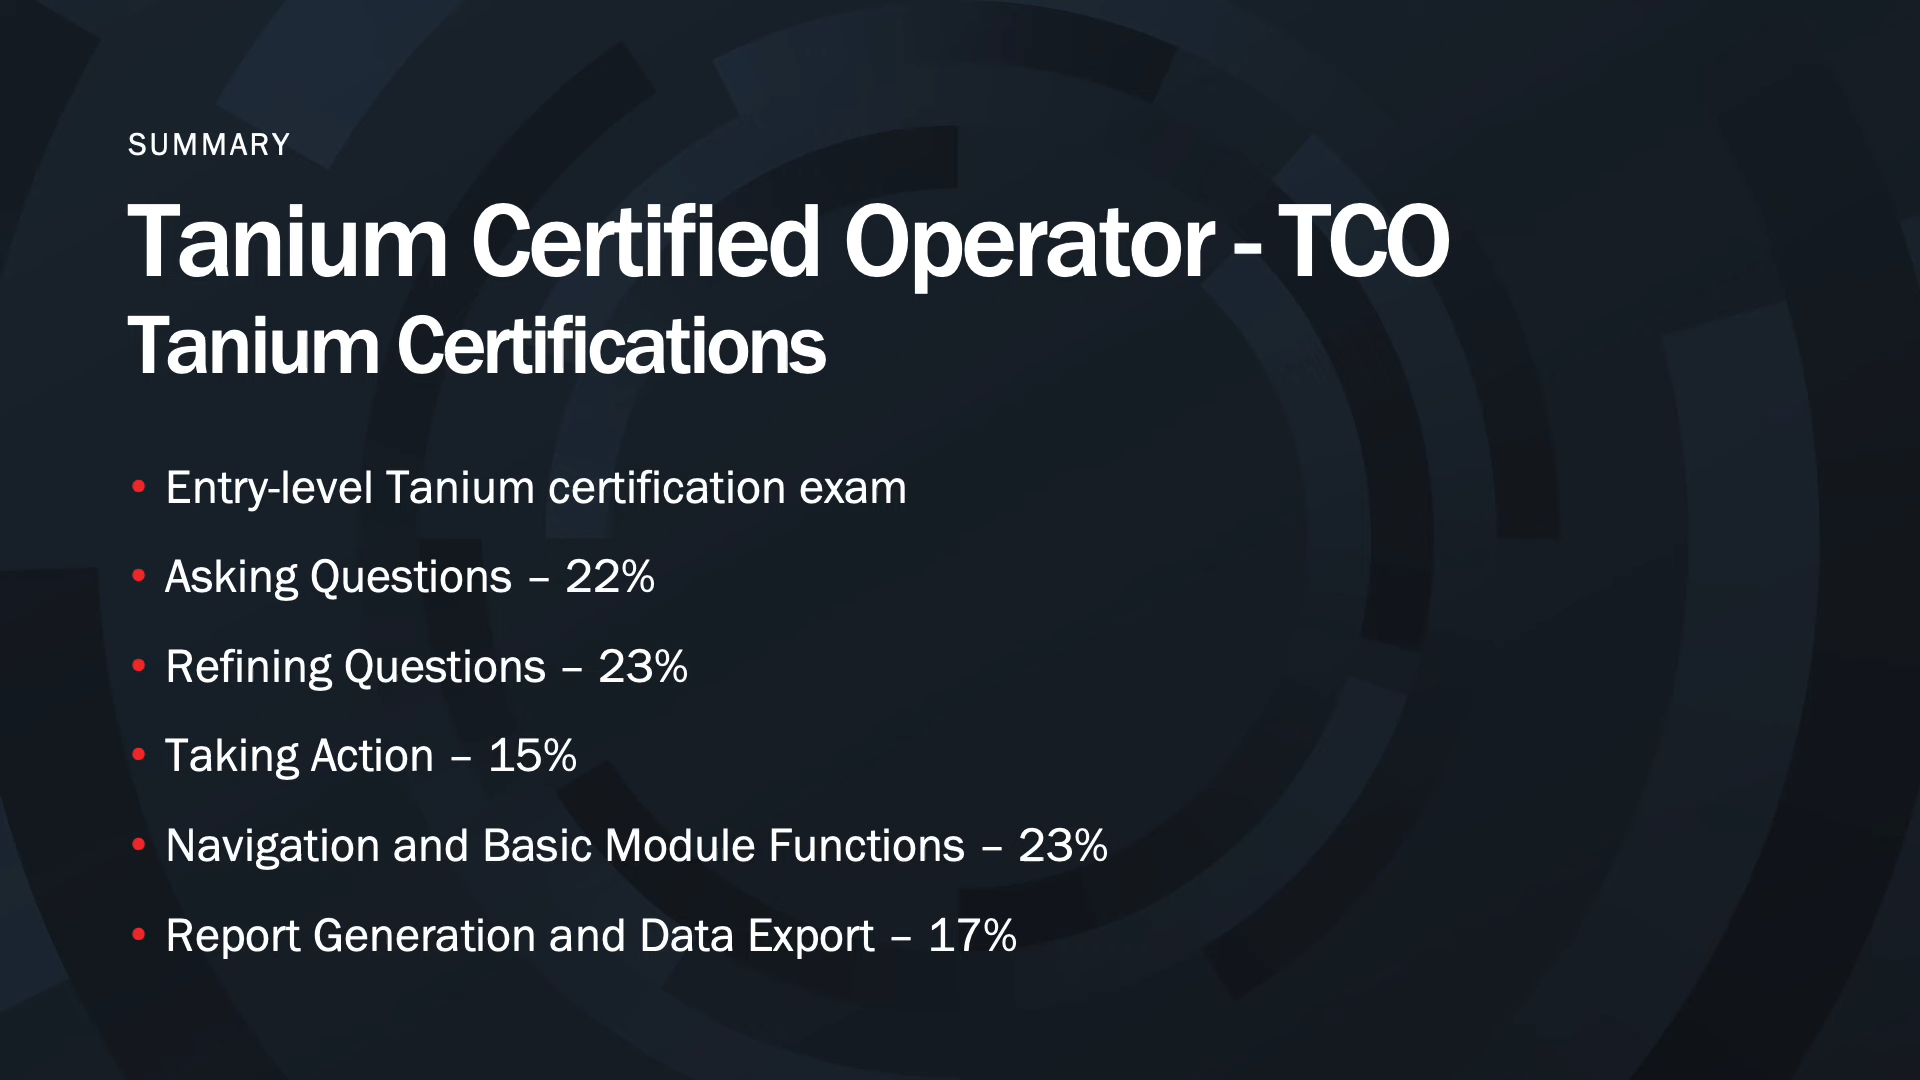 SUMMARY
Tanium Certified Operator - TCO
Tanium Certifications
• Entry-level Tanium certification exam
• Asking Questions – 22%
• Refining Questions – 23%
• Taking Action – 15%
• Navigation and Basic Module Functions – 23%
• Report Generation and Data Export – 17%